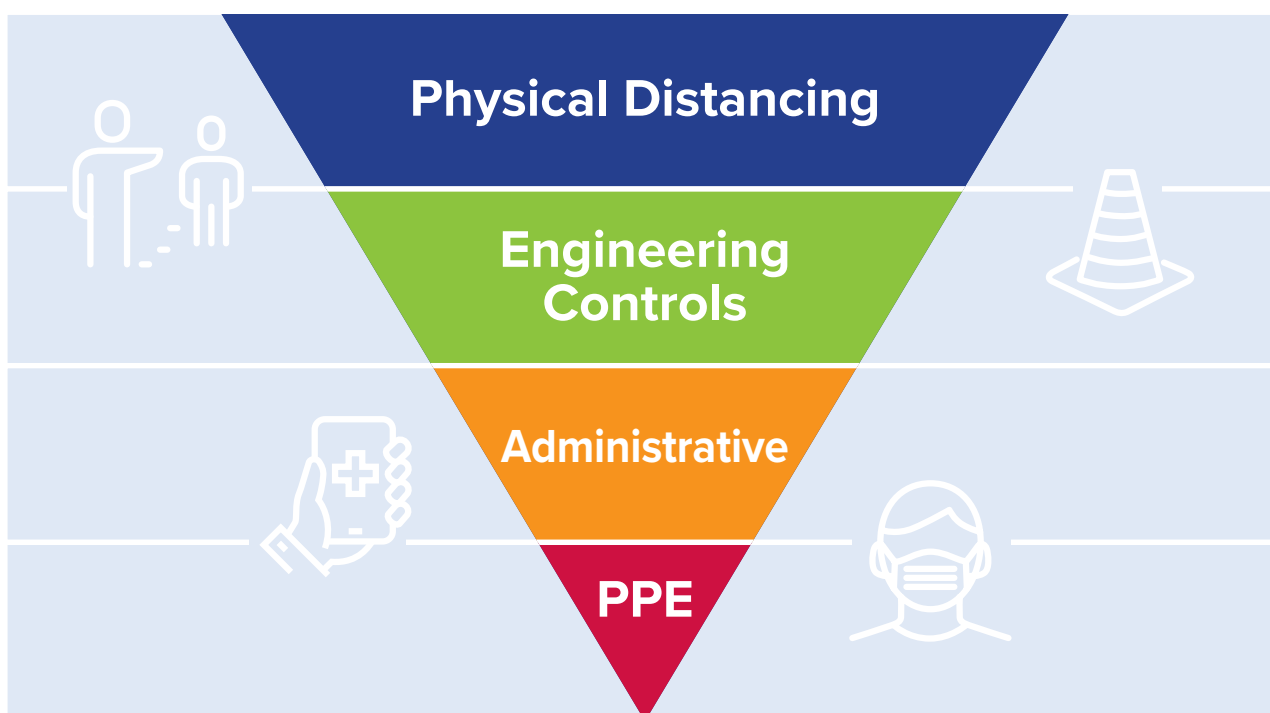 Physical Distancing
Engineering
Controls
Administrative
PPE